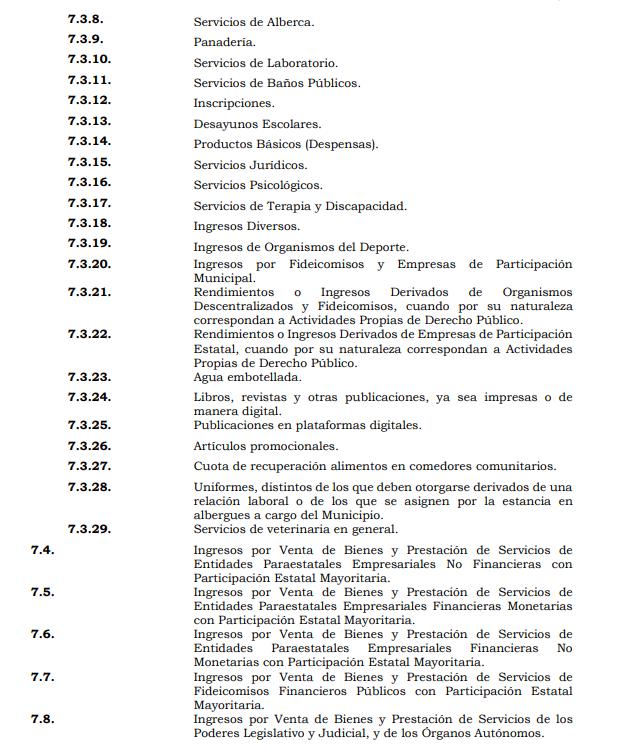 7.3.8. Servicios de Alberca.
7.3.9. Panadería.
7.3.10. Servicios de Laboratorio.
7.3.11. Servicios de Baños Públicos.
7.3.12. Inscripciones.
7.3.13. Desayunos Escolares.
7.3.14. Productos Básicos (Despensas).
7.3.15. Servicios Jurídicos.
7.3.16. Servicios Psicológicos.
7.3.17. Servicios de Terapia y Discapacidad.
7.3.18. Ingresos Diversos.
7.3.19. Ingresos de Organismos del Deporte.
7.3.20. Ingresos por Fideicomisos y Empresas de Participación
Municipal.
7.3.21. Rendimientos o Ingresos Derivados de Organismos
Descentralizados y Fideicomisos, cuando por su naturaleza
correspondan a Actividades Propias de Derecho Público.
7.3.22. Rendimientos o Ingresos Derivados de Empresas de Participación
Estatal, cuando por su naturaleza correspondan a Actividades
Propias de Derecho Público.
7.3.23. Agua embotellada.
7.3.24. Libros, revistas y otras publicaciones, ya sea impresas o de
manera digital.
7.3.25. Publicaciones en plataformas digitales.
7.3.26. Artículos promocionales.
7.3.27. Cuota de recuperación alimentos en comedores comunitarios.
7.3.28. Uniformes, distintos de los que deben otorgarse derivados de una
relación laboral o de los que se asignen por la estancia en
albergues a cargo del Municipio.
7.3.29. Servicios de veterinaria en general.
7.4. Ingresos por Venta de Bienes y Prestación de Servicios de
Entidades Paraestatales Empresariales No Financieras con
Participación Estatal Mayoritaria.
7.5. Ingresos por Venta de Bienes y Prestación de Servicios de
Entidades Paraestatales Empresariales Financieras Monetarias
con Participación Estatal Mayoritaria.
7.6. Ingresos por Venta de Bienes y Prestación de Servicios de
Entidades Paraestatales Empresariales Financieras No
Monetarias con Participación Estatal Mayoritaria.
7.7. Ingresos por Venta de Bienes y Prestación de Servicios de
Fideicomisos Financieros Públicos con Participación Estatal
Mayoritaria.
7.8. Ingresos por Venta de Bienes y Prestación de Servicios de los
Poderes Legislativo y Judicial, y de los Órganos Autónomos.